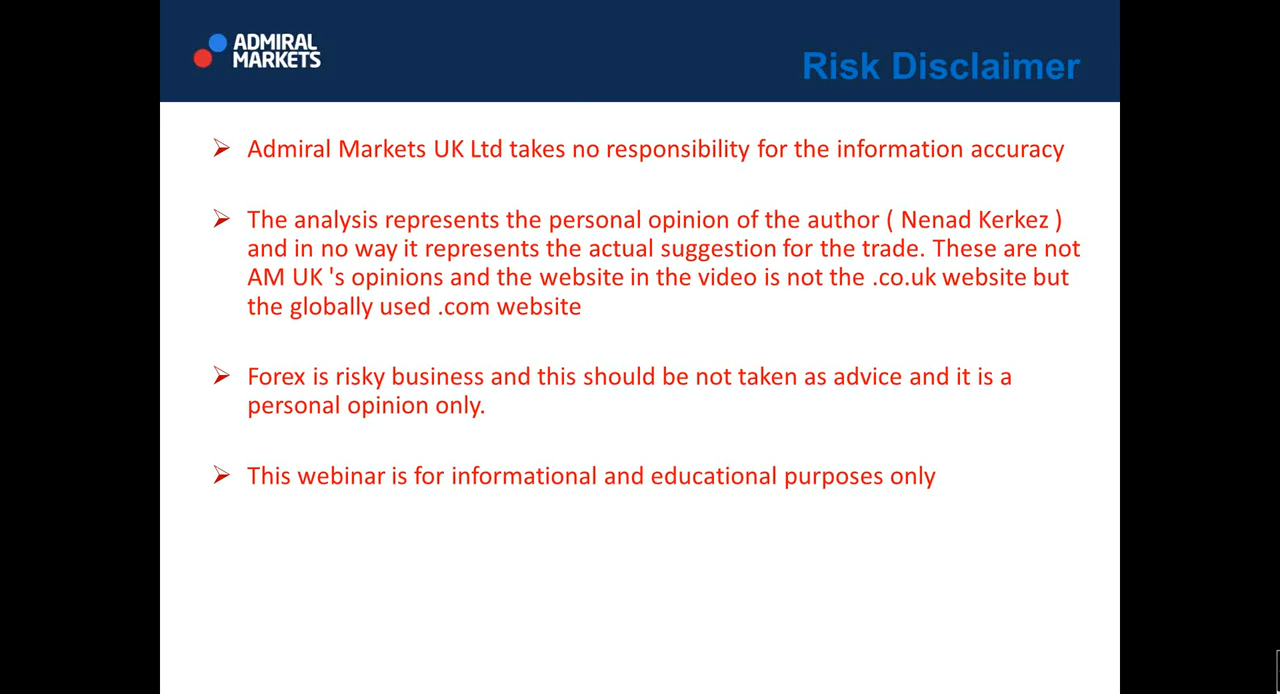 ADMIRAL
MARKETS
Risk Disclaimer
Admiral Markets UK Ltd takes no responsibility for the information accuracy
The analysis represents the personal opinion of the author ( Nenad Kerkez )
and in no way it represents the actual suggestion for the trade. These are not
AM UK 's opinions and the website in the video is not the .co.uk website but
the globally used .com website
Forex is risky business and this should be not taken as advice and it is a
personal opinion only.
This webinar is for informational and educational purposes only